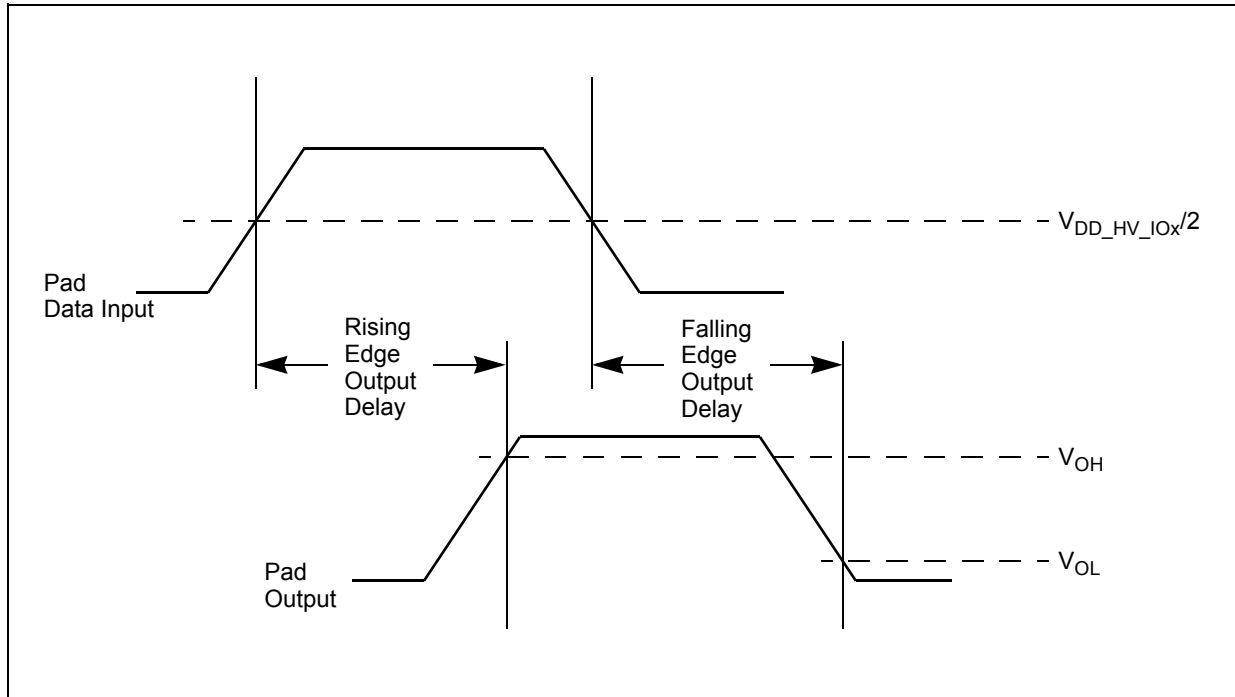 V_DD_HV_IOx/2
Pad
Data Input
Rising
Edge
Output
Delay
Falling
Edge
Output
Delay
V_OH
V_OL
Pad
Output